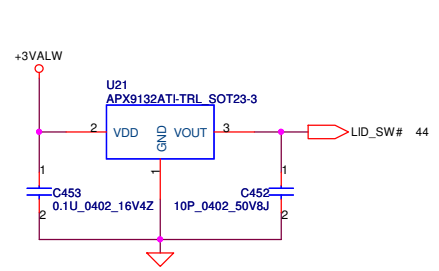 +3VALW
U21
APX9132ATI-TRL_SOT23-3
2 VDD GND VOUT 3
LID_SW# 44
1
1 1
C453 C452
0.1U_0402_16V4Z 10P_0402_50V8J
2 2